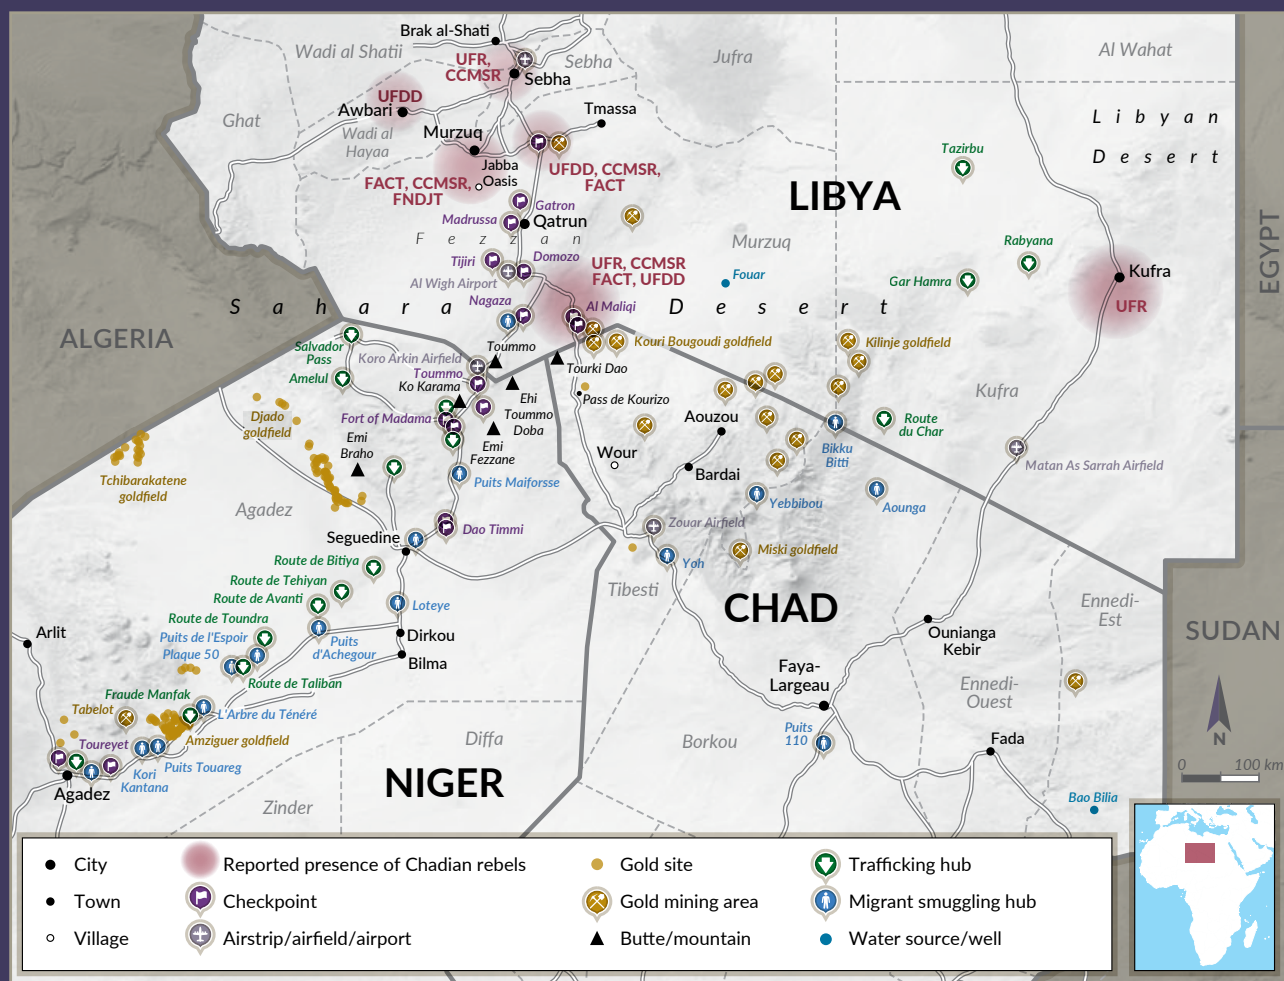 Brak al-Shati
Wadi al Shatii
UFR,
CCMSR
Sebha
Sebha
Jufra
Al Wahat
UFDD
Awbari
Ghat
Wadi al
Hayaa
Murzuq
Tmassa
Libyan
Desert
Jabba
Oasis
FACT, CCMSR,
FNDJT
UFDD, CCMSR,
FACT
Tazirbu
LIBYA
Gatron
Madrussa
Qatrun
Fezzan
Murzuq
Rabyana
EGYPT
Tijiri
Domozo
Al Wigh Airport
UFR, CCMSR
FACT, UFDD
Fouar
Gar Hamra
Kufra
UFR
Nagaza
Al Maliqi
Sahara Desert
ALGERIA
Salvador
Pass
Amelul
Koro Arkin Airfield
Toummo
Toummo
Ko Karama
Tourki Dao
Kouri Bougoudi goldfield
Kilinje goldfield
Kufra
Pass de Kourizo
Ehi
Toummo
Doba
Djado
goldfield
Fort of Madama
Emi
Braho
Emi
Fezzane
Aouzou
Route
du Char
Bikku
Bitti
Wour
Bardai
Matan As Sarrah Airfield
Tchibarakatene
goldfield
Puits Maiforsse
Yebbibou
Aounga
Agadez
Dao Timmi
Zouar Airfield
Seguedine
Miski goldfield
Yoh
Route de Bitiya
Route de Tehiyan
Route de Avanti
Tibesti
CHAD
Loteye
Route de Toundra
Puits de l'Espoir
Plaque 50
Puits
d'Achegour
Dirkou
Bilma
Arlit
Ounianga
Kebir
Ennedi-
Est
SUDAN
Route de Taliban
Faya-
Largeau
Ennedi-
Ouest
Fraude Manfak
Tabelot
L'Arbre du Ténéré
Toureyet
Amziguer goldfield
Diffa
Borkou
Puits
110
Fada
N
Kori
Kantana
Puits Touareg
Agadez
NIGER
Zinder
0 100 km
Bao Bilia
City
Town
Village
Reported presence of Chadian rebels
Checkpoint
Airstrip/airfield/airport
Gold site
Gold mining area
Butte/mountain
Trafficking hub
Migrant smuggling hub
Water source/well